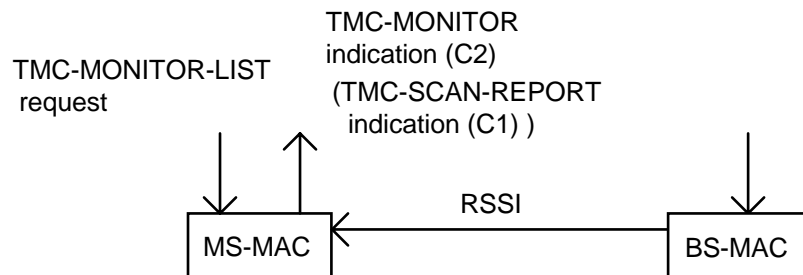 TMC-MONITOR
indication (C2)
TMC-MONITOR-LIST
request
(TMC-SCAN-REPORT
indication (C1) )
RSSI
MS-MAC
BS-MAC